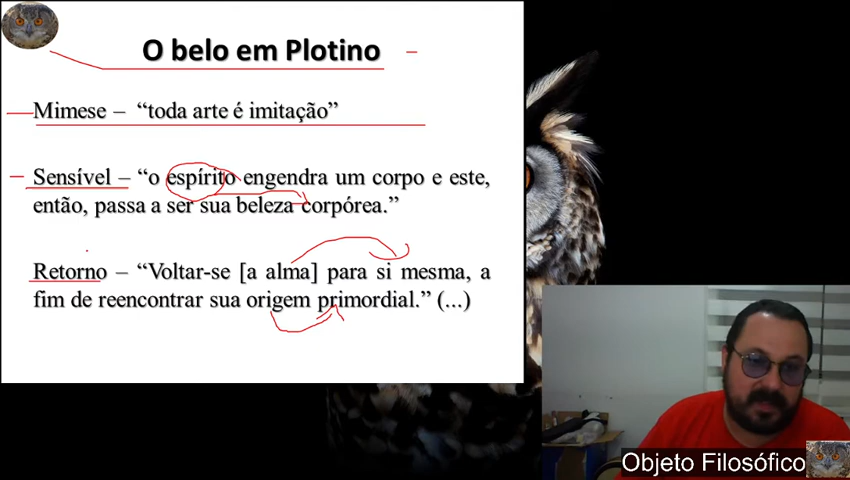 O belo em Plotino
Mimese – “toda arte é imitação”
Sensível – “o espírito engendra um corpo e este,
então, passa a ser sua beleza corpórea.”
Retorno – “Voltar-se [a alma] para si mesma, a
fim de reencontrar sua origem primordial.” (...)
Objeto Filosófico